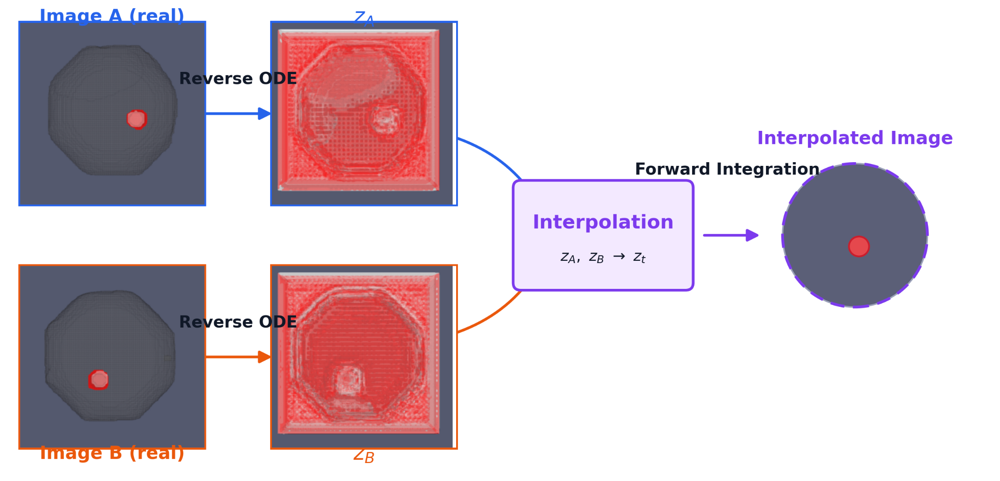 Image A (real)
z_A
Reverse ODE
Interpolated Image
Forward Integration
Interpolation
z_A, z_B → z_t
Reverse ODE
Image B (real)
z_B